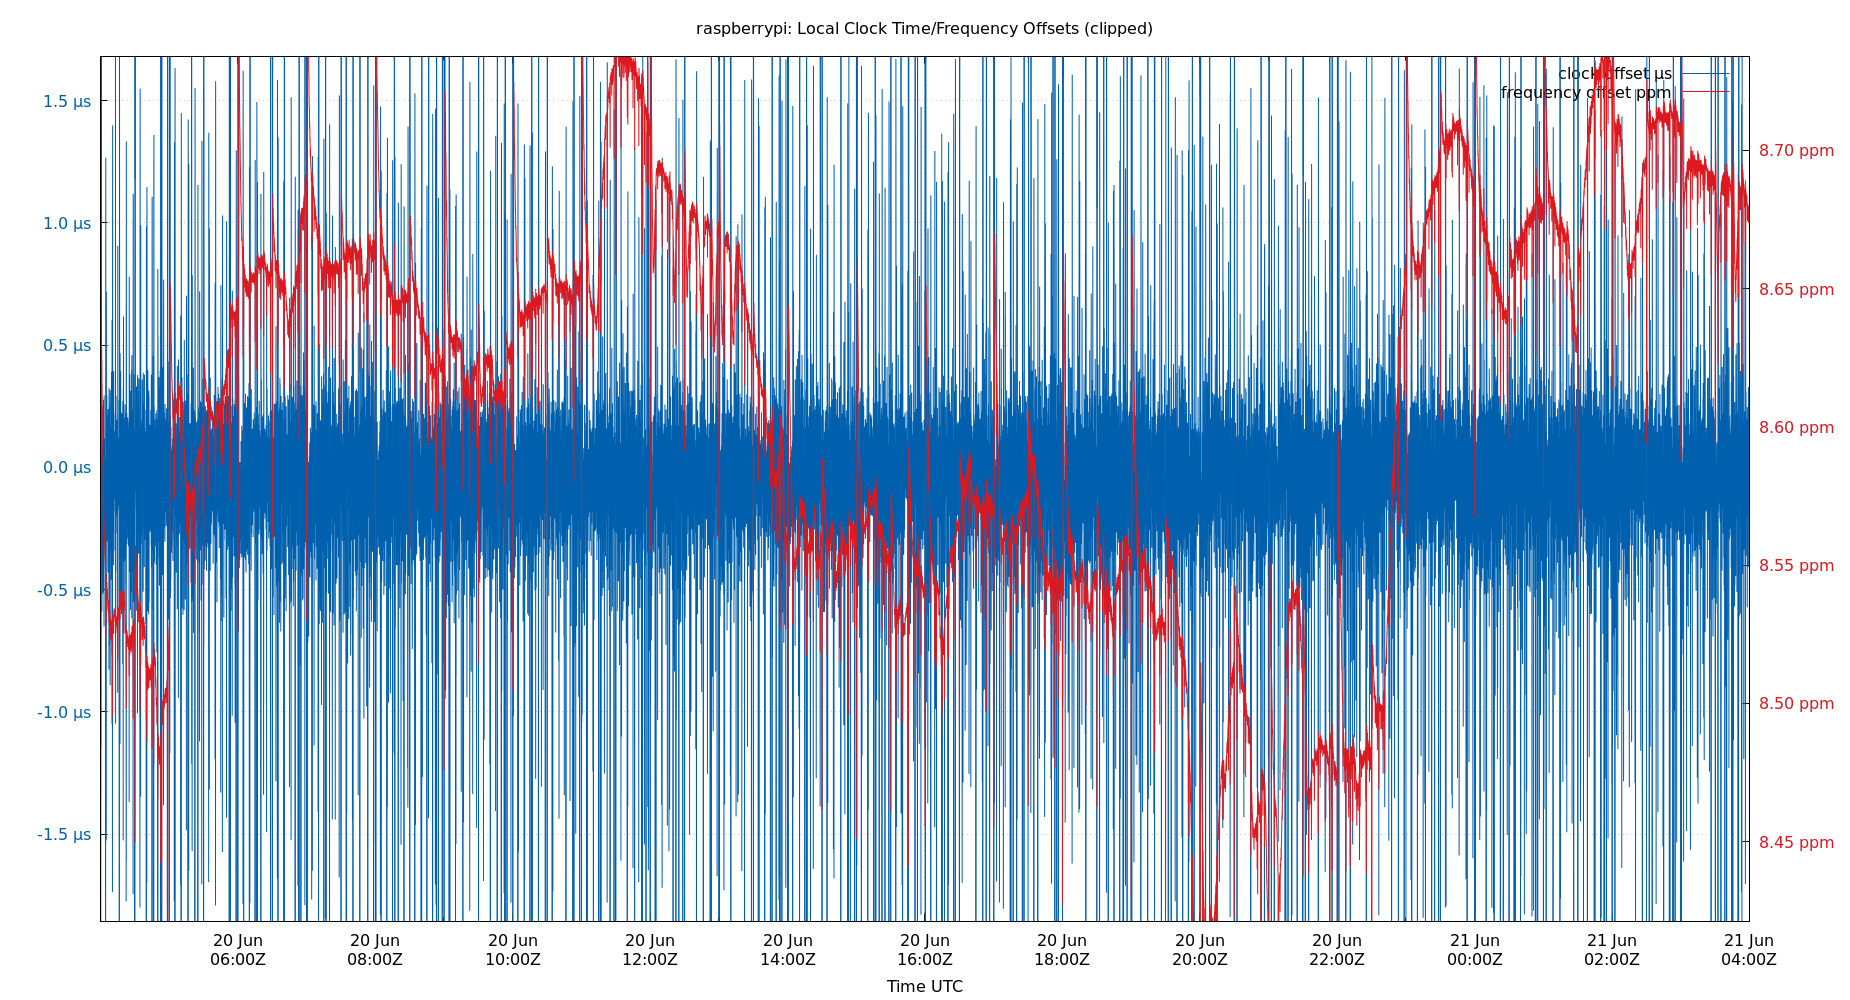 raspberrypi: Local Clock Time/Frequency Offsets (clipped)
clock offset µs
frequency offset ppm
1.5 µs
1.0 µs
0.5 µs
0.0 µs
-0.5 µs
-1.0 µs
-1.5 µs
8.70 ppm
8.65 ppm
8.60 ppm
8.55 ppm
8.50 ppm
8.45 ppm
20 Jun 20 Jun 20 Jun 20 Jun 20 Jun 20 Jun 20 Jun 20 Jun 20 Jun 21 Jun 21 Jun 21 Jun
06:00Z 08:00Z 10:00Z 12:00Z 14:00Z 16:00Z 18:00Z 20:00Z 22:00Z 00:00Z 02:00Z 04:00Z
Time UTC